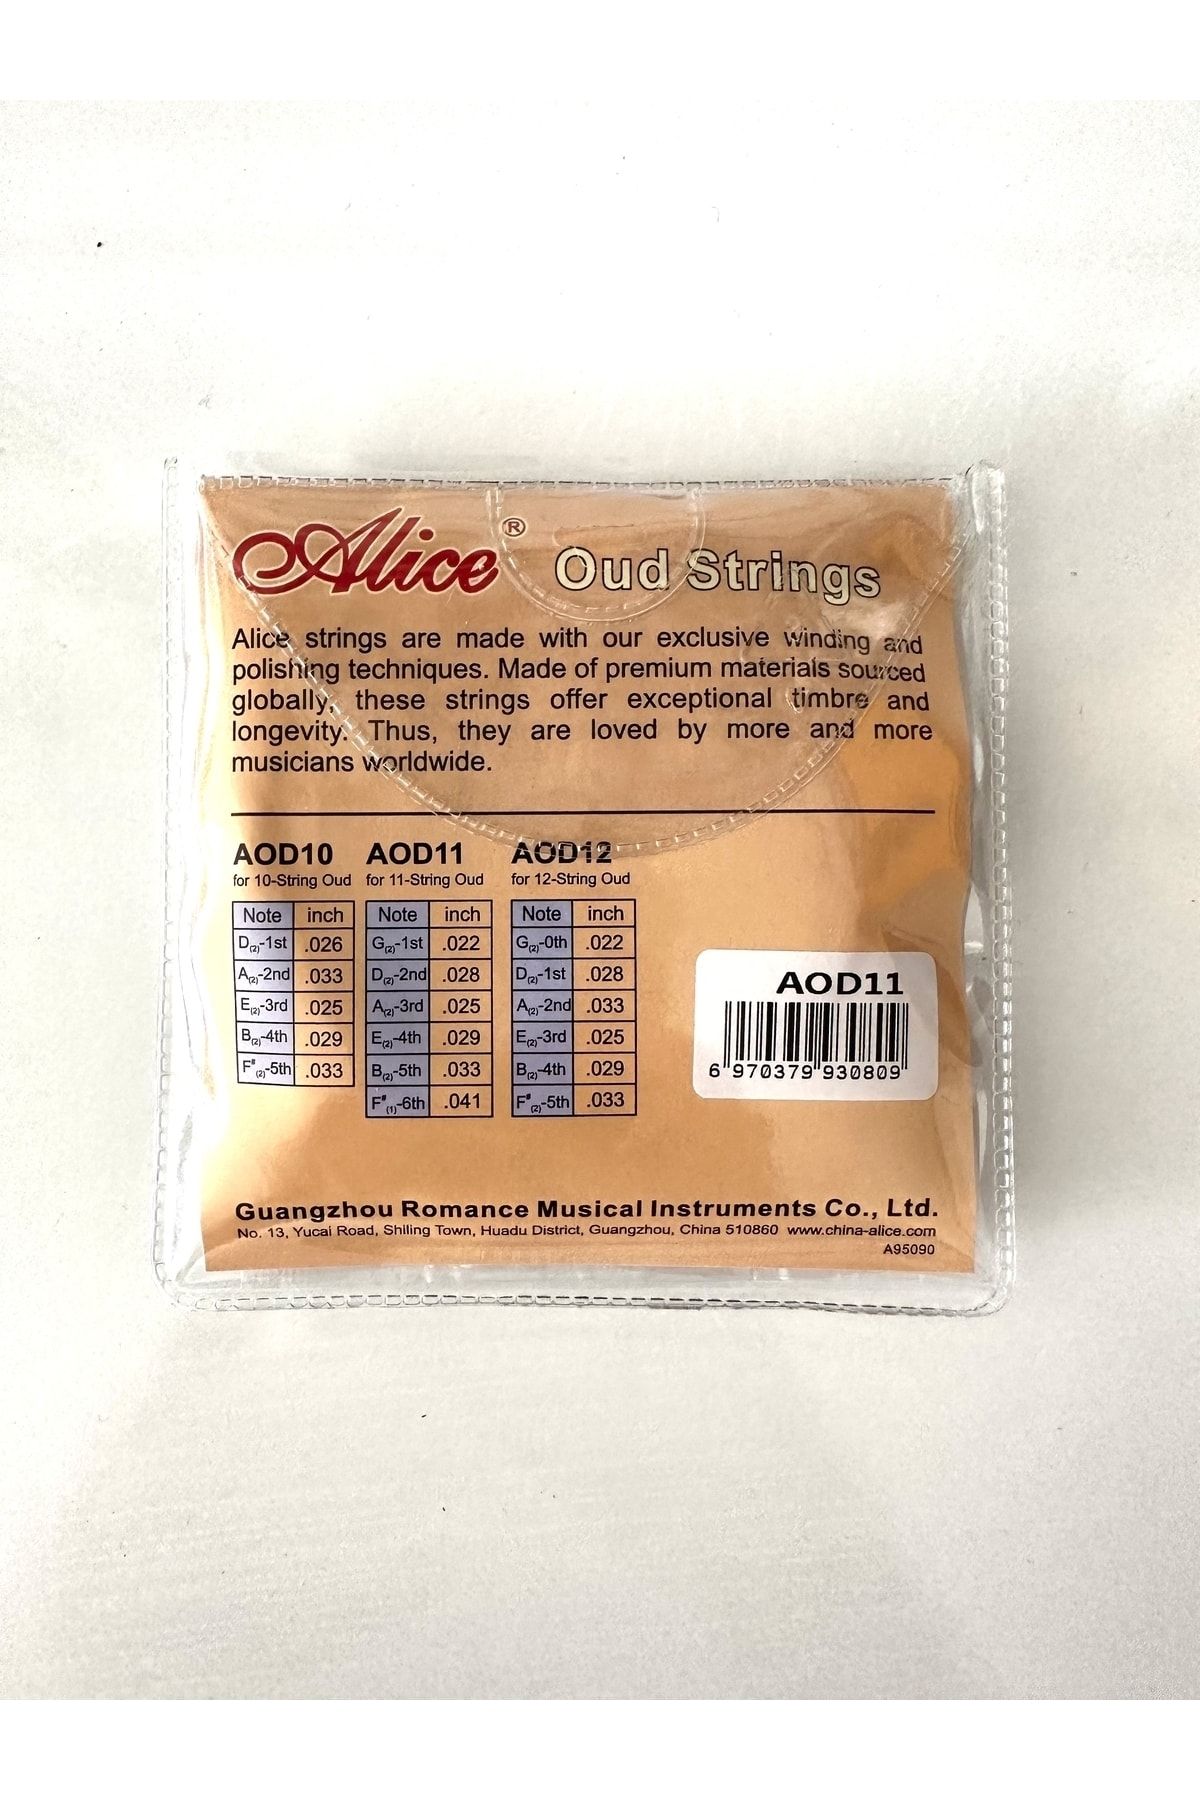 Alice® Oud Strings
Alice strings are made with our exclusive winding and
polishing techniques. Made of premium materials sourced
globally, these strings offer exceptional timbre and
longevity. Thus, they are loved by more and more
musicians worldwide.
AOD10 AOD11 AOD12
for 10-String Oud for 11-String Oud for 12-String Oud
Note inch Note inch Note inch
D(2)-1st .026 G(2)-1st .022 G(2)-0th .022
A(2)-2nd .033 D(2)-2nd .028 D(2)-1st .028
E(2)-3rd .025 A(2)-3rd .025 A(2)-2nd .033
B(2)-4th .029 E(2)-4th .029 E(2)-3rd .025
F#(2)-5th .033 B(2)-5th .033 B(2)-4th .029
F#(1)-6th .041 F#(2)-5th .033
AOD11
6 970379 930809
Guangzhou Romance Musical Instruments Co., Ltd.
No. 13, Yucai Road, Shiling Town, Huadu District, Guangzhou, China 510860 www.china-alice.com
A95090